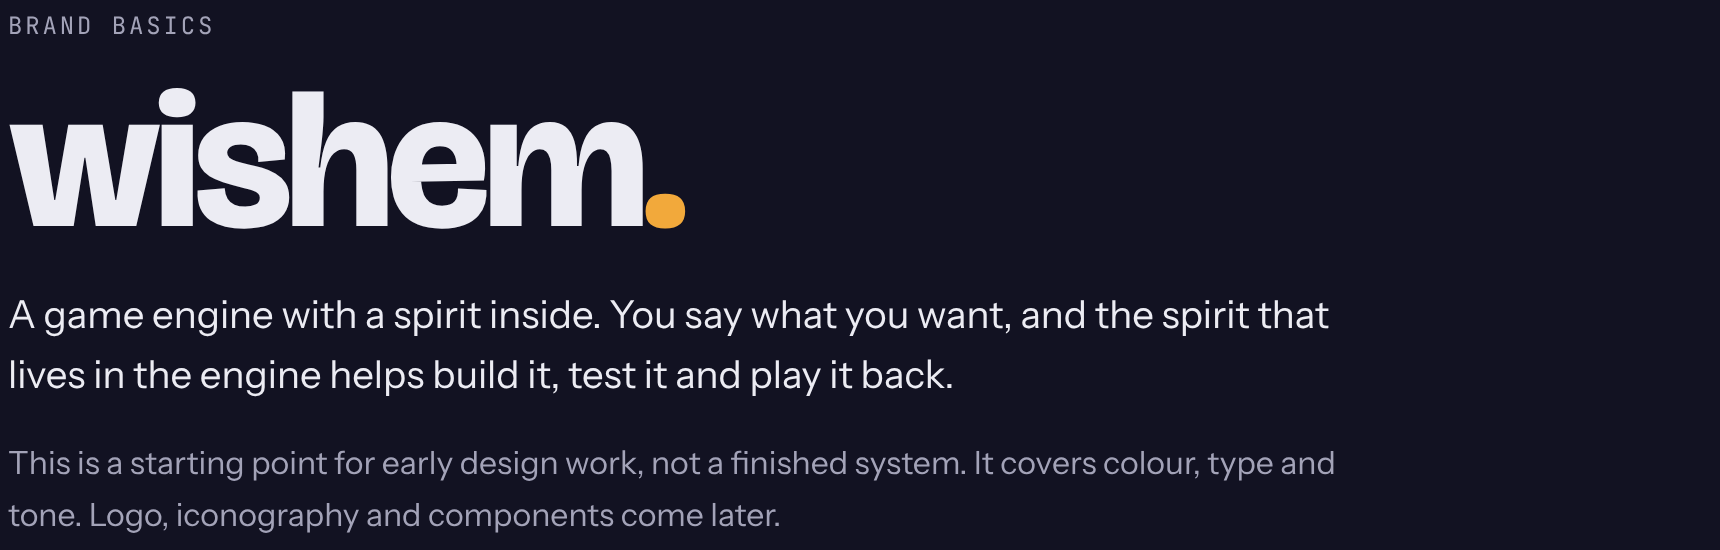 BRAND BASICS
wishem.
A game engine with a spirit inside. You say what you want, and the spirit that
lives in the engine helps build it, test it and play it back.
This is a starting point for early design work, not a finished system. It covers colour, type and
tone. Logo, iconography and components come later.